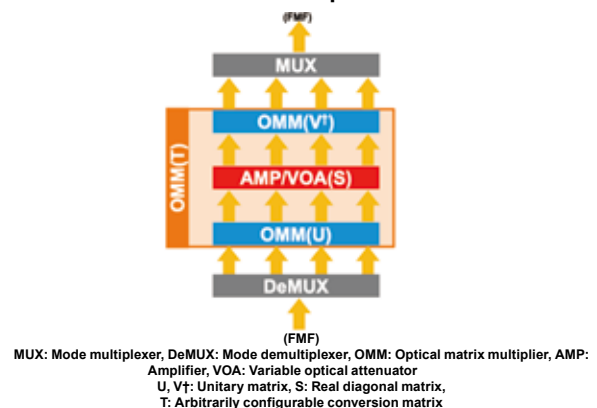 (FMF)
MUX
OMM(V†)
OMM(T)
AMP/VOA(S)
OMM(U)
DeMUX
(FMF)
MUX: Mode multiplexer, DeMUX: Mode demultiplexer, OMM: Optical matrix multiplier, AMP:
Amplifier, VOA: Variable optical attenuator
U, V†: Unitary matrix, S: Real diagonal matrix,
T: Arbitrarily configurable conversion matrix